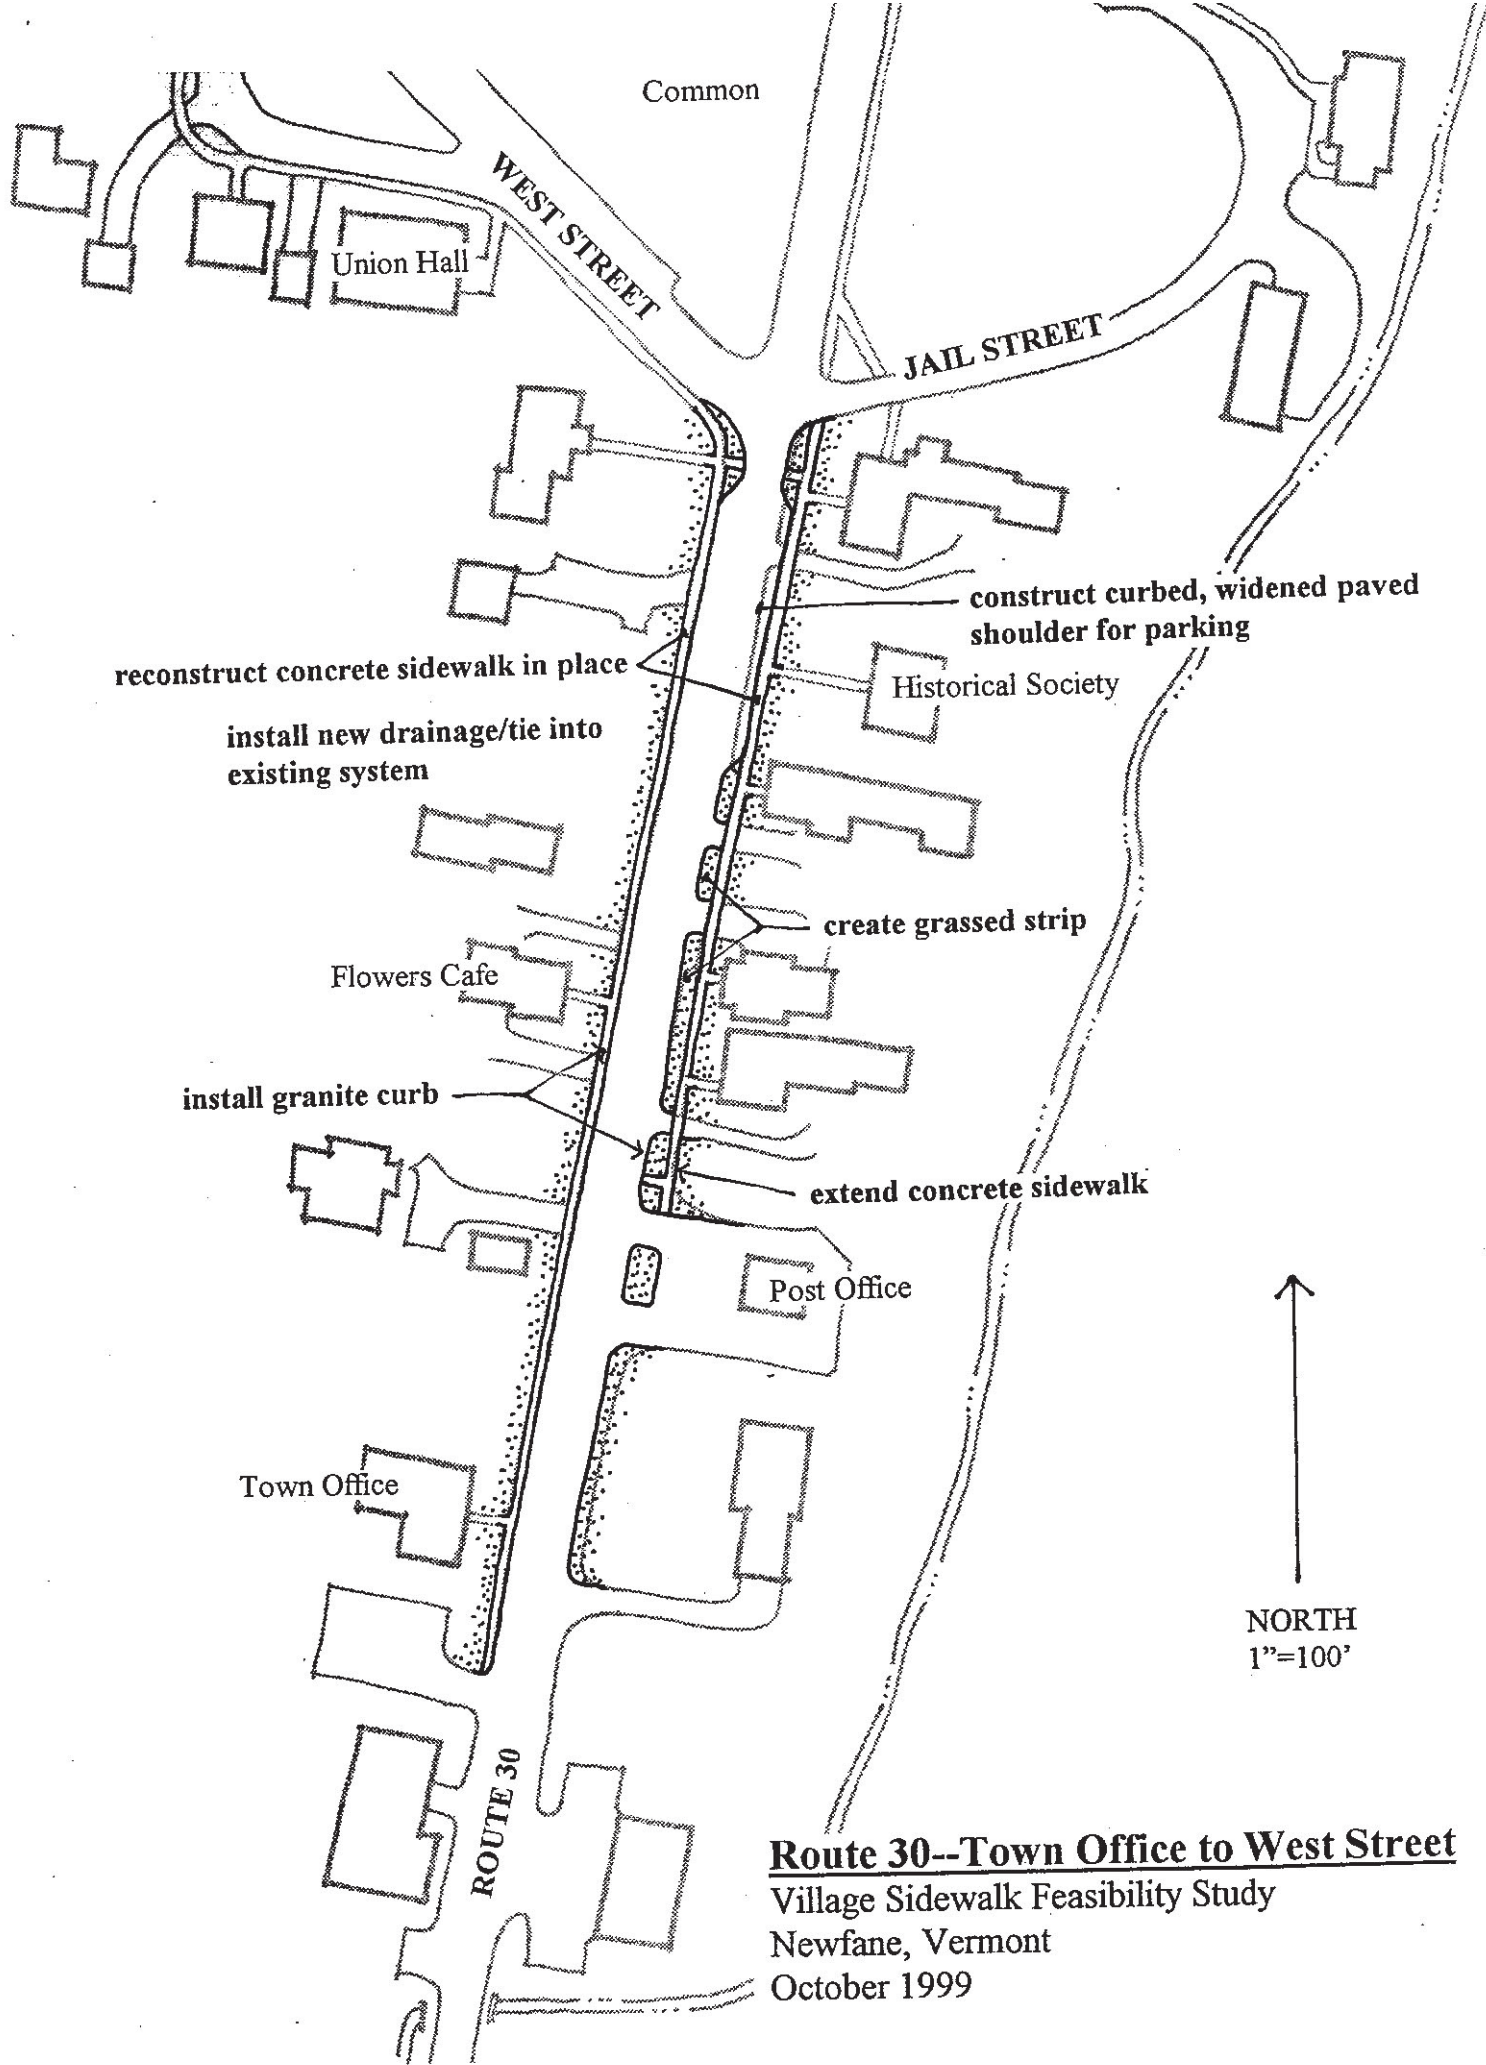 Common
WEST STREET
Union Hall
JAIL STREET
construct curbed, widened paved
shoulder for parking
reconstruct concrete sidewalk in place
Historical Society
install new drainage/tie into
existing system
create grassed strip
Flowers Cafe
install granite curb
extend concrete sidewalk
Post Office
Town Office
NORTH
1”=100’
ROUTE 30
Route 30--Town Office to West Street
Village Sidewalk Feasibility Study
Newfane, Vermont
October 1999